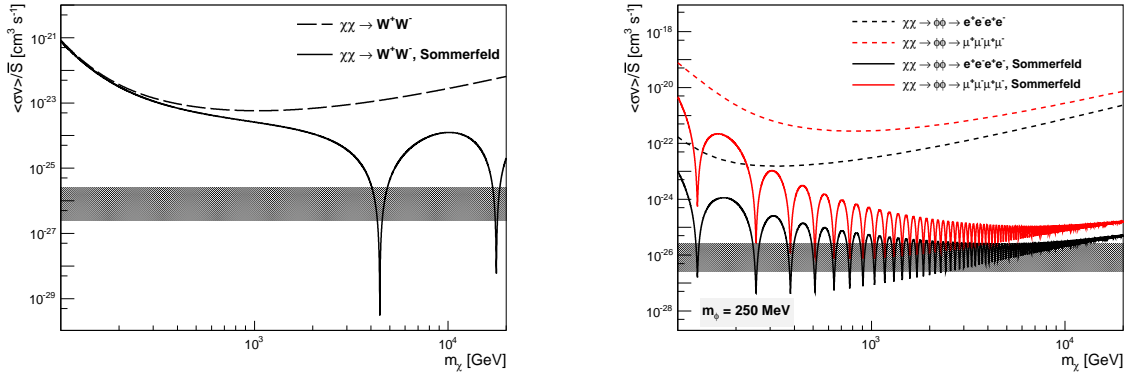 <σv>/S̅ [cm³ s⁻¹]
10⁻²¹
10⁻²³
10⁻²⁵
10⁻²⁷
10⁻²⁹
χχ → W⁺W⁻
χχ → W⁺W⁻, Sommerfeld
10³
10⁴
m_χ [GeV]
<σv>/S̅ [cm³ s⁻¹]
10⁻¹⁸
10⁻²⁰
10⁻²²
10⁻²⁴
10⁻²⁶
10⁻²⁸
χχ → ϕϕ → e⁺e⁻e⁺e⁻
χχ → ϕϕ → μ⁺μ⁻μ⁺μ⁻
χχ → ϕϕ → e⁺e⁻e⁺e⁻, Sommerfeld
χχ → ϕϕ → μ⁺μ⁻μ⁺μ⁻, Sommerfeld
m_ϕ = 250 MeV
10³
10⁴
m_χ [GeV]